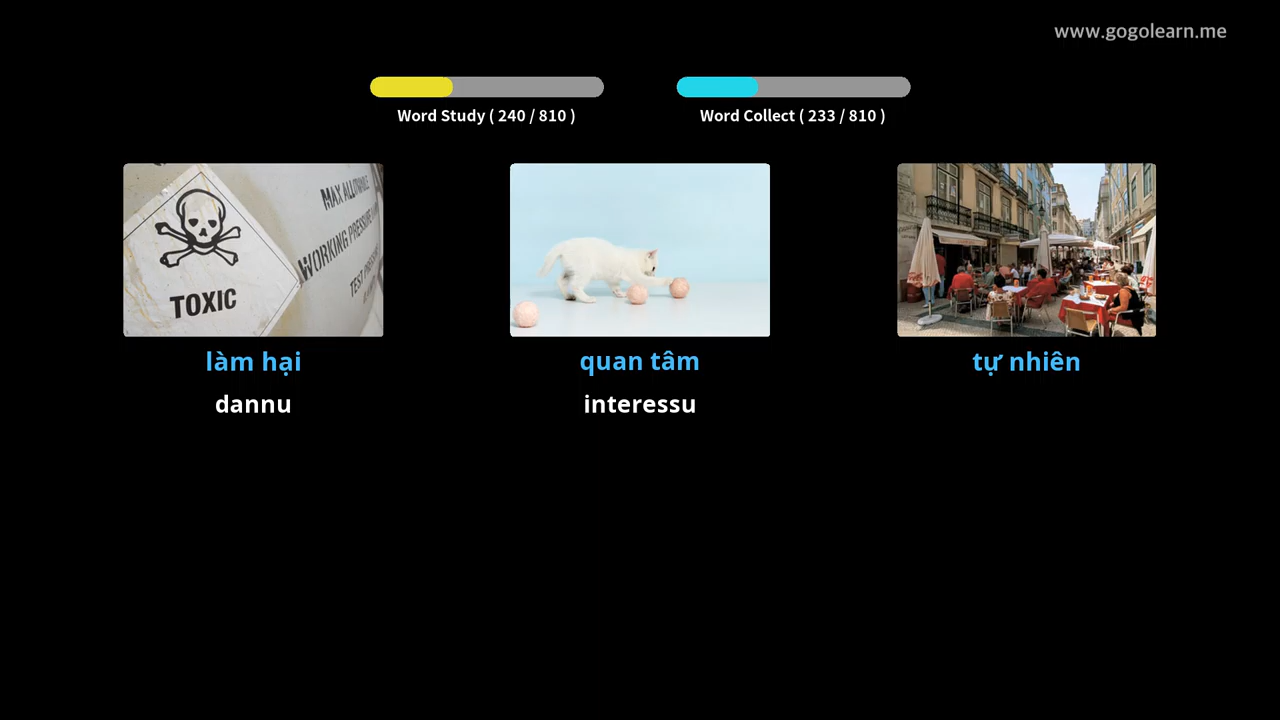 www.gogolearn.me
Word Study ( 240 / 810 )
Word Collect ( 233 / 810 )
TOXIC
MAX ALLOWABLE
WORKING PRESSURE
TEST PRESSURE
làm hại
quan tâm
tự nhiên
dannu
interessu